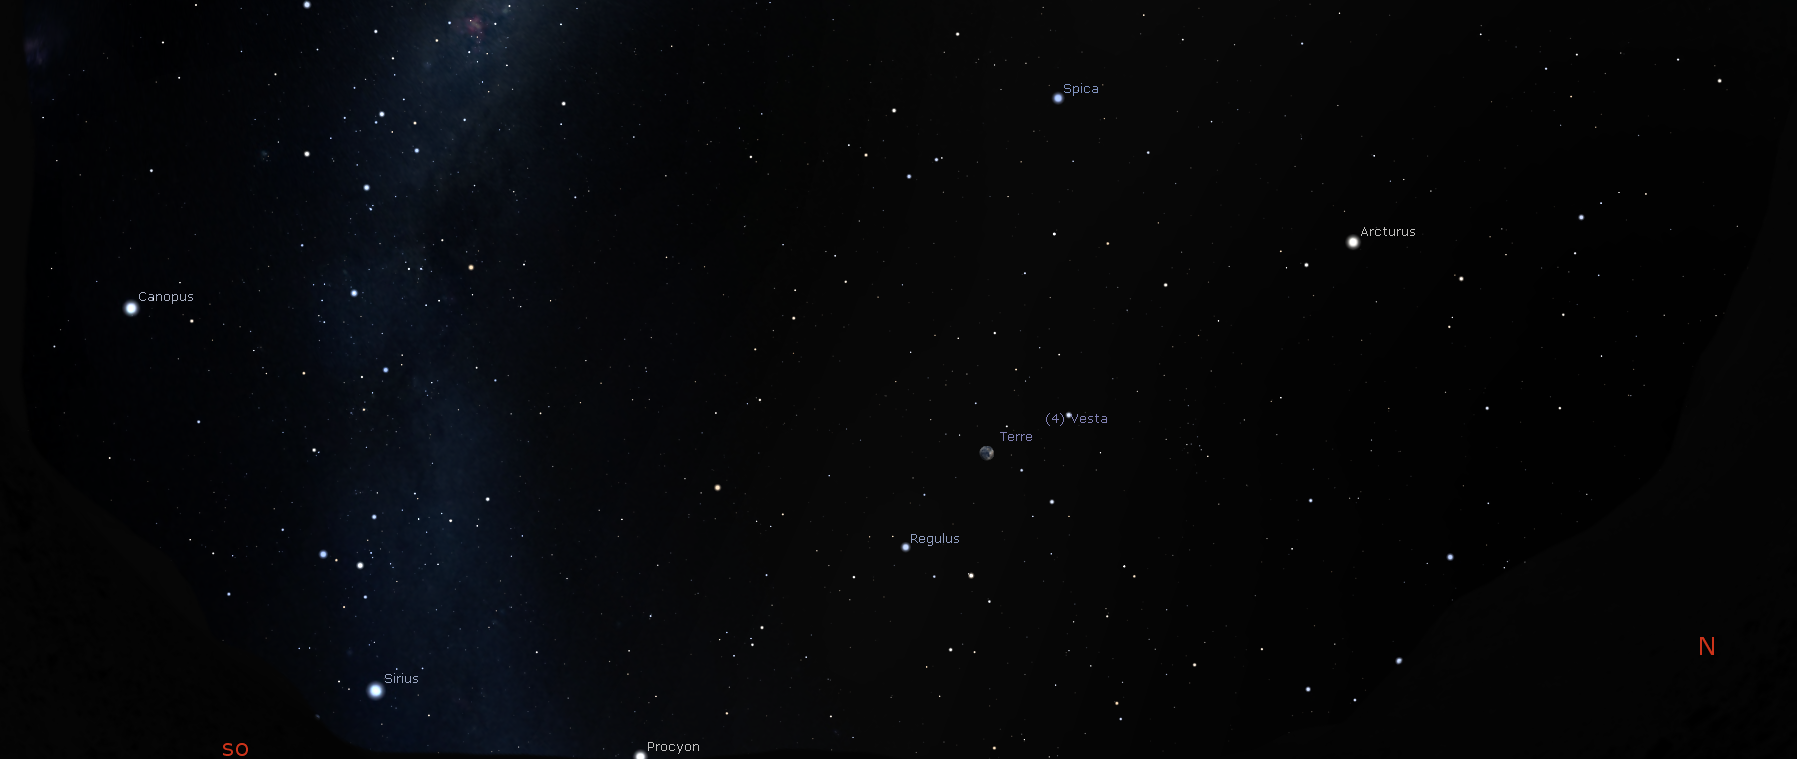 Spica
Arcturus
Canopus
(4) Vesta
Terre
Regulus
N
Sirius
Procyon
SO